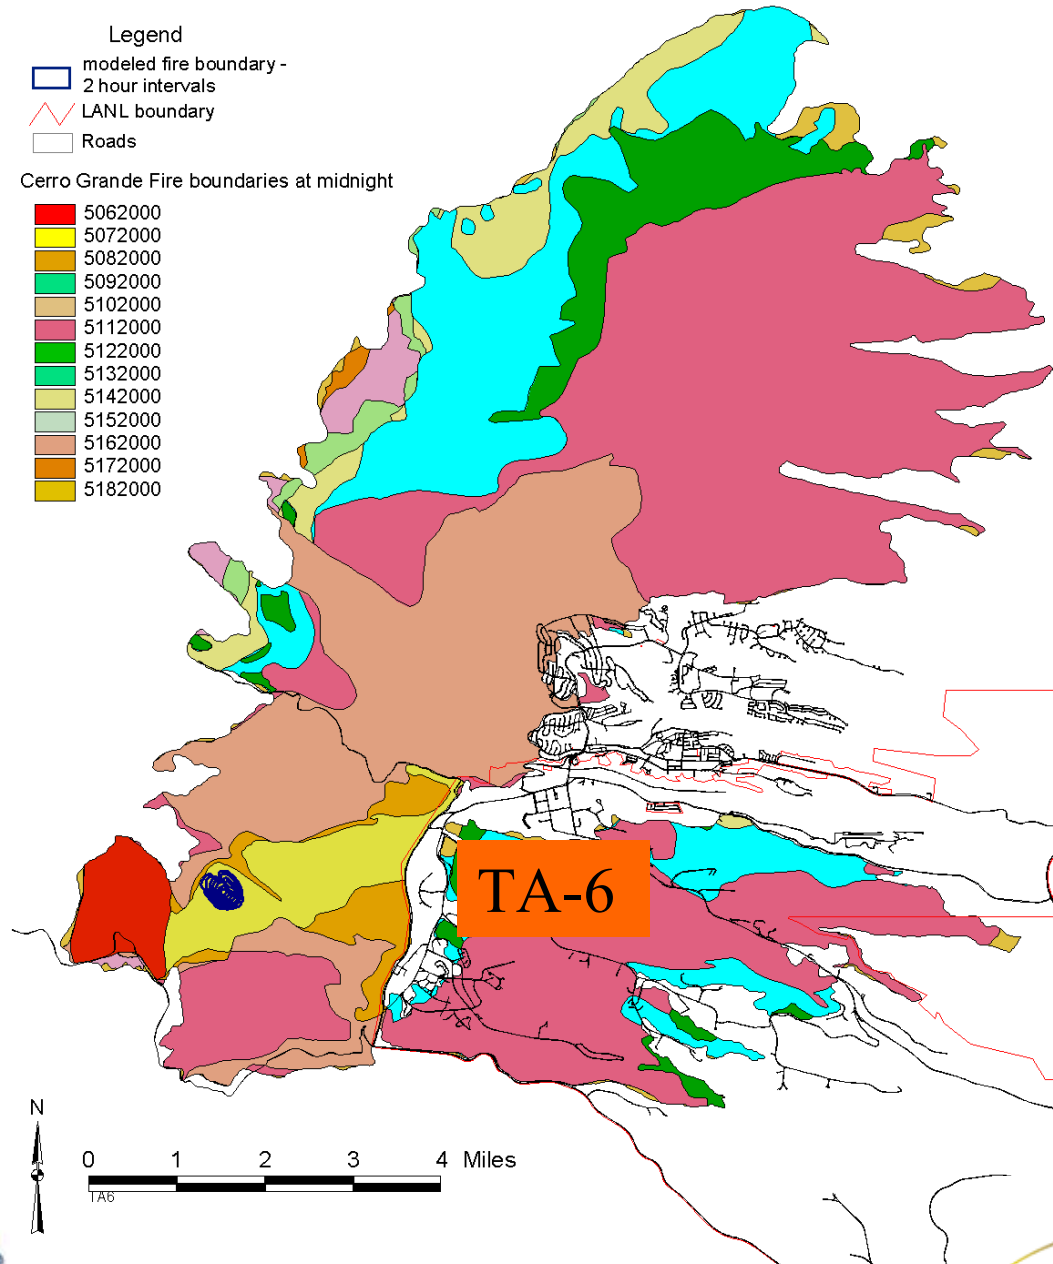 Legend
modeled fire boundary -
2 hour intervals
LANL boundary
Roads
Cerro Grande Fire boundaries at midnight
5062000
5072000
5082000
5092000
5102000
5112000
5122000
5132000
5142000
5152000
5162000
5172000
5182000
TA-6
N
0 1 2 3 4 Miles
TA6